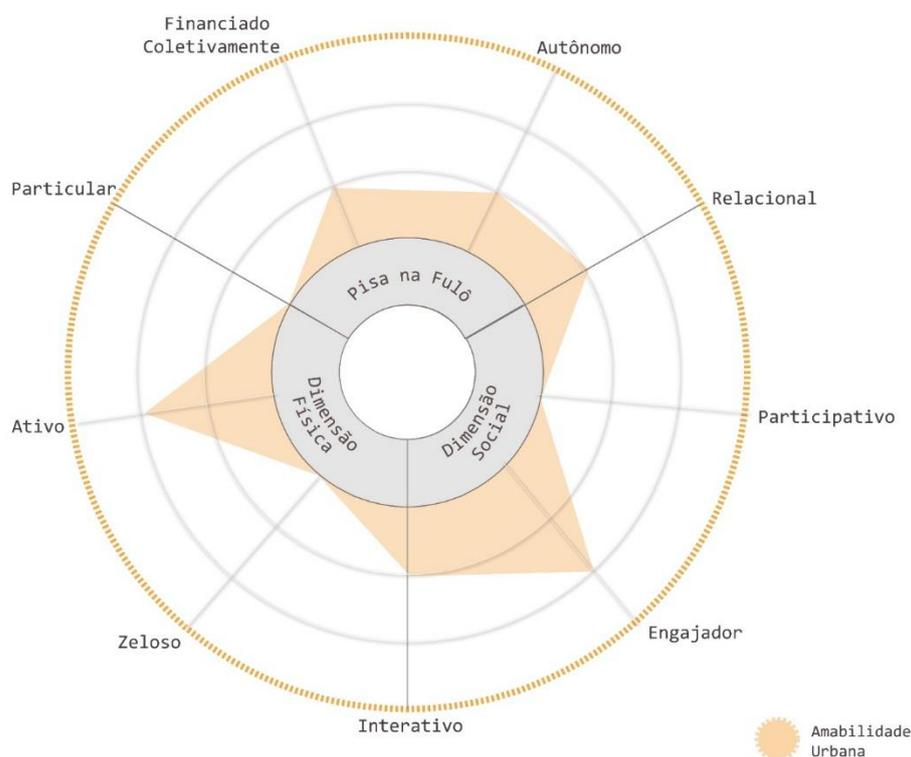 Financiado
Coletivamente
Autônomo
Particular
Relacional
Pisa na Fulô
Dimensão
Física
Dimensão
Social
Ativo
Participativo
Zeloso
Engajador
Interativo
Amabilidade
Urbana